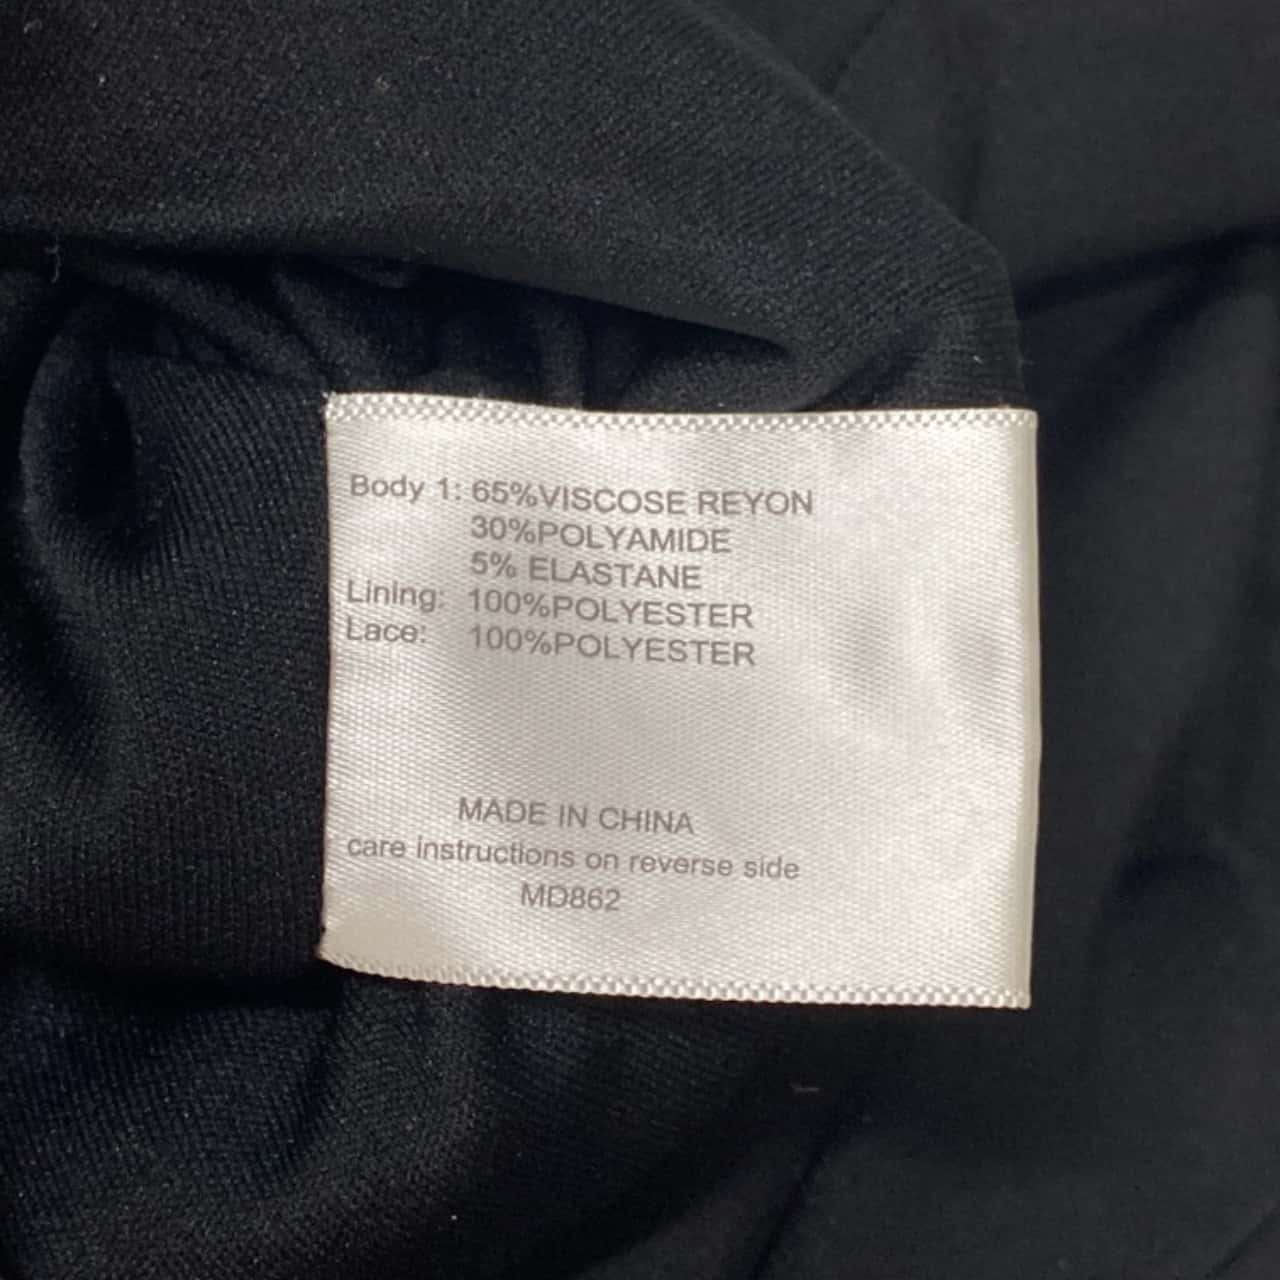 Body 1: 65%VISCOSE REYON
30%POLYAMIDE
5% ELASTANE
Lining: 100%POLYESTER
Lace: 100%POLYESTER
MADE IN CHINA
care instructions on reverse side
MD862